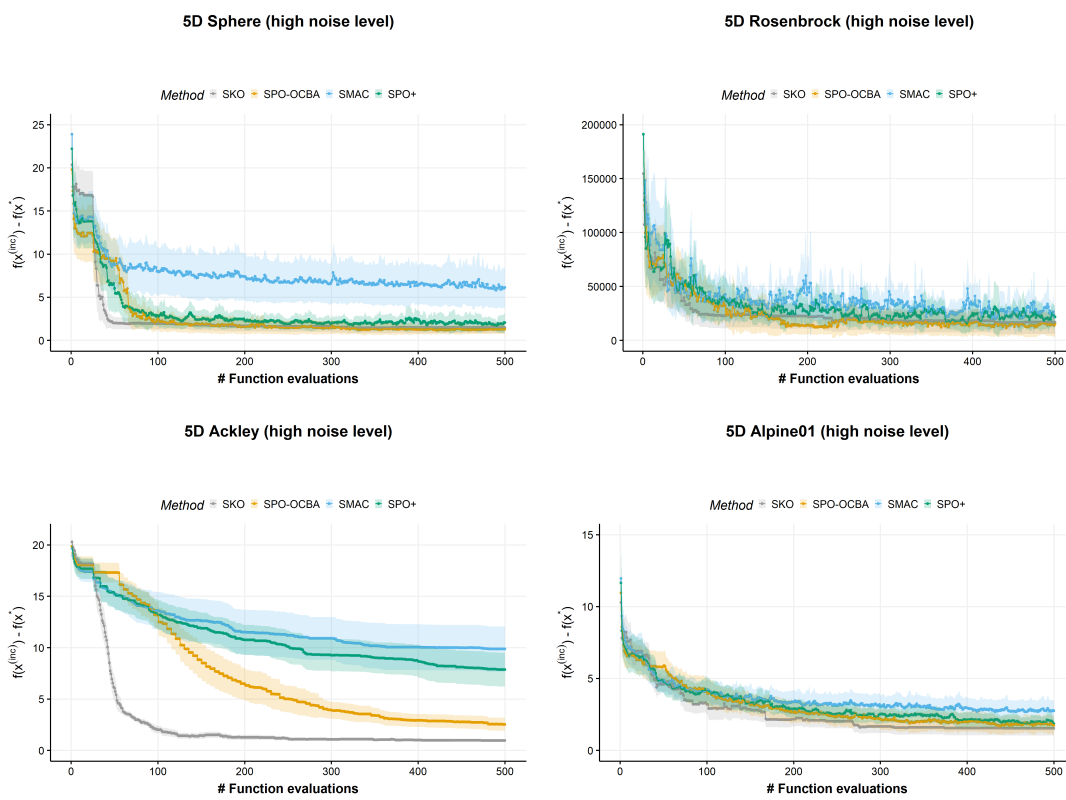 5D Sphere (high noise level)
Method SKO SPO-OCBA SMAC SPO+
f(x^(inc)) - f(x^*)
25
20
15
10
5
0
0 100 200 300 400 500
# Function evaluations
5D Rosenbrock (high noise level)
Method SKO SPO-OCBA SMAC SPO+
f(x^(inc)) - f(x^*)
200000
150000
100000
50000
0
0 100 200 300 400 500
# Function evaluations
5D Ackley (high noise level)
Method SKO SPO-OCBA SMAC SPO+
f(x^(inc)) - f(x^*)
20
15
10
5
0
0 100 200 300 400 500
# Function evaluations
5D Alpine01 (high noise level)
Method SKO SPO-OCBA SMAC SPO+
f(x^(inc)) - f(x^*)
15
10
5
0
0 100 200 300 400 500
# Function evaluations